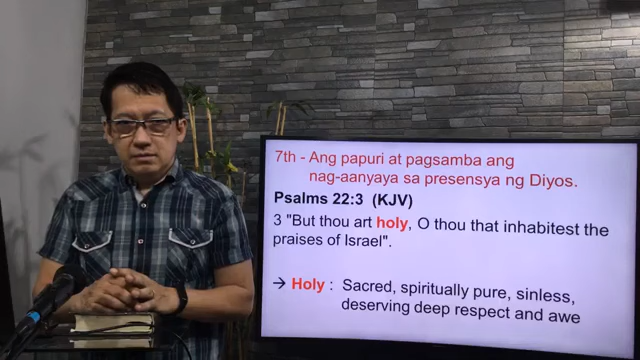 7th - Ang papuri at pagsamba ang
nag-aanyaya sa presensya ng Diyos.
Psalms 22:3 (KJV)
3 "But thou art holy, O thou that inhabitest the
praises of Israel".
→ Holy : Sacred, spiritually pure, sinless,
deserving deep respect and awe